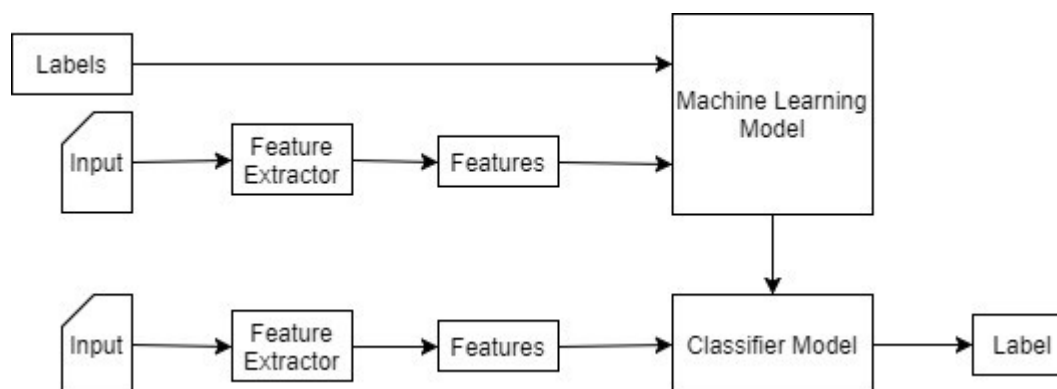 Labels
Machine Learning
Model
Input
Feature
Extractor
Features
Input
Feature
Extractor
Features
Classifier Model
Label